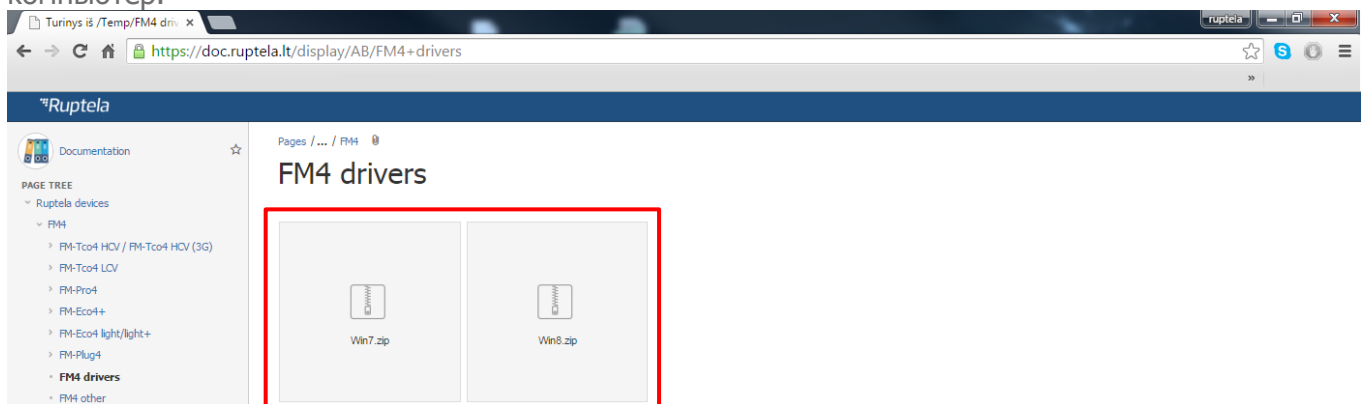 компьютер.
Turinys iš /Temp/FM4 driv
ruptela
https://doc.ruptela.lt/display/AB/FM4+drivers
»
Ruptela
Documentation
Pages /... / FM4
FM4 drivers
PAGE TREE
Ruptela devices
FM4
FM-Tco4 HCV / FM-Tco4 HCV (3G)
FM-Tco4 LCV
FM-Pro4
FM-Eco4+
FM-Eco4 light/light+
FM-Plug4
FM4 drivers
FM4 other
Win7.zip
Win8.zip